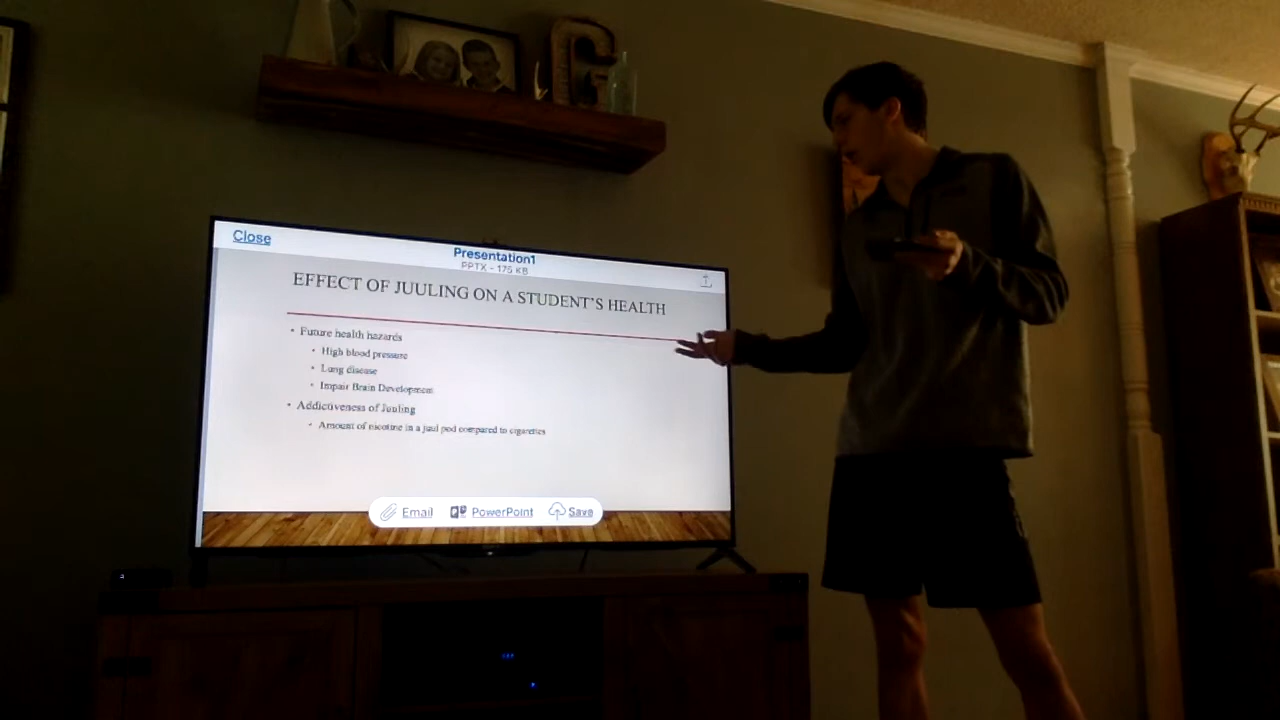 G
Close
Presentation1
PPTX - 175 KB
EFFECT OF JUULING ON A STUDENT'S HEALTH
• Future health hazards
• High blood pressure
• Lung disease
• Impair Brain Development
• Addictiveness of Juuling
• Amount of nicotine in a juul pod compared to cigarettes
Email PowerPoint Save